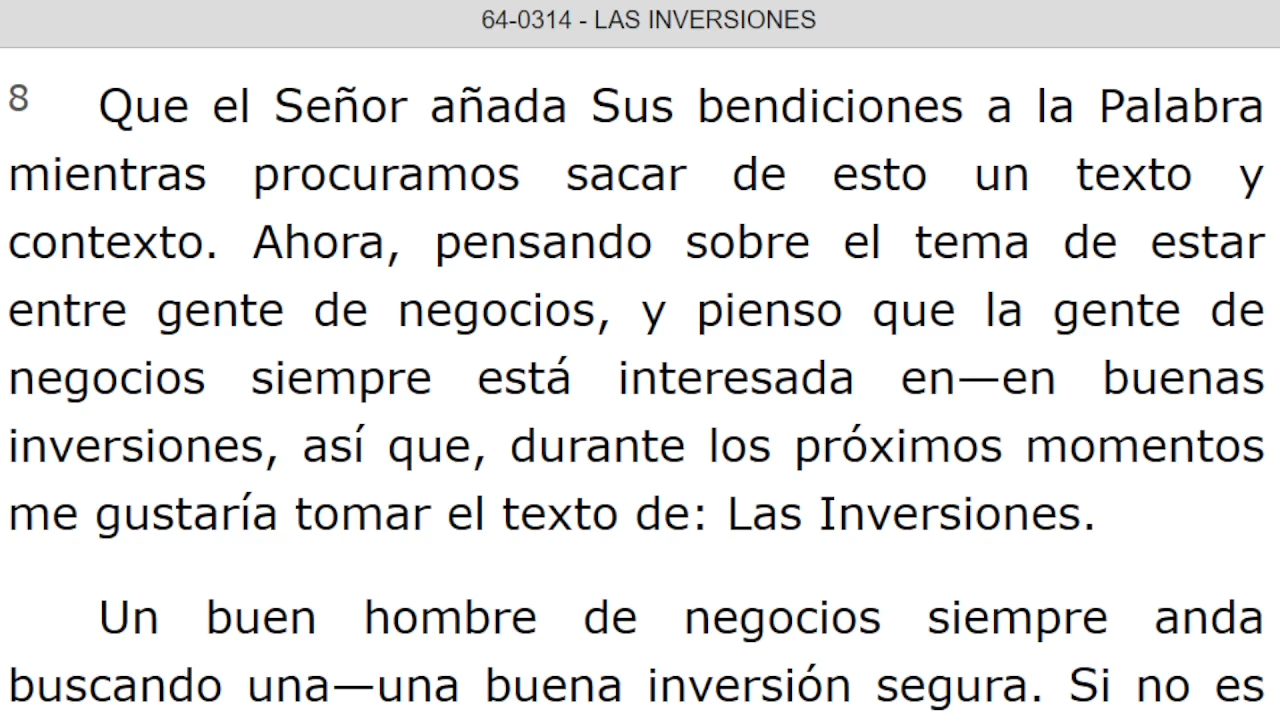 64-0314 - LAS INVERSIONES
8 Que el Señor añada Sus bendiciones a la Palabra
mientras procuramos sacar de esto un texto y
contexto. Ahora, pensando sobre el tema de estar
entre gente de negocios, y pienso que la gente de
negocios siempre está interesada en—en buenas
inversiones, así que, durante los próximos momentos
me gustaría tomar el texto de: Las Inversiones.
Un buen hombre de negocios siempre anda
buscando una—una buena inversión segura. Si no es